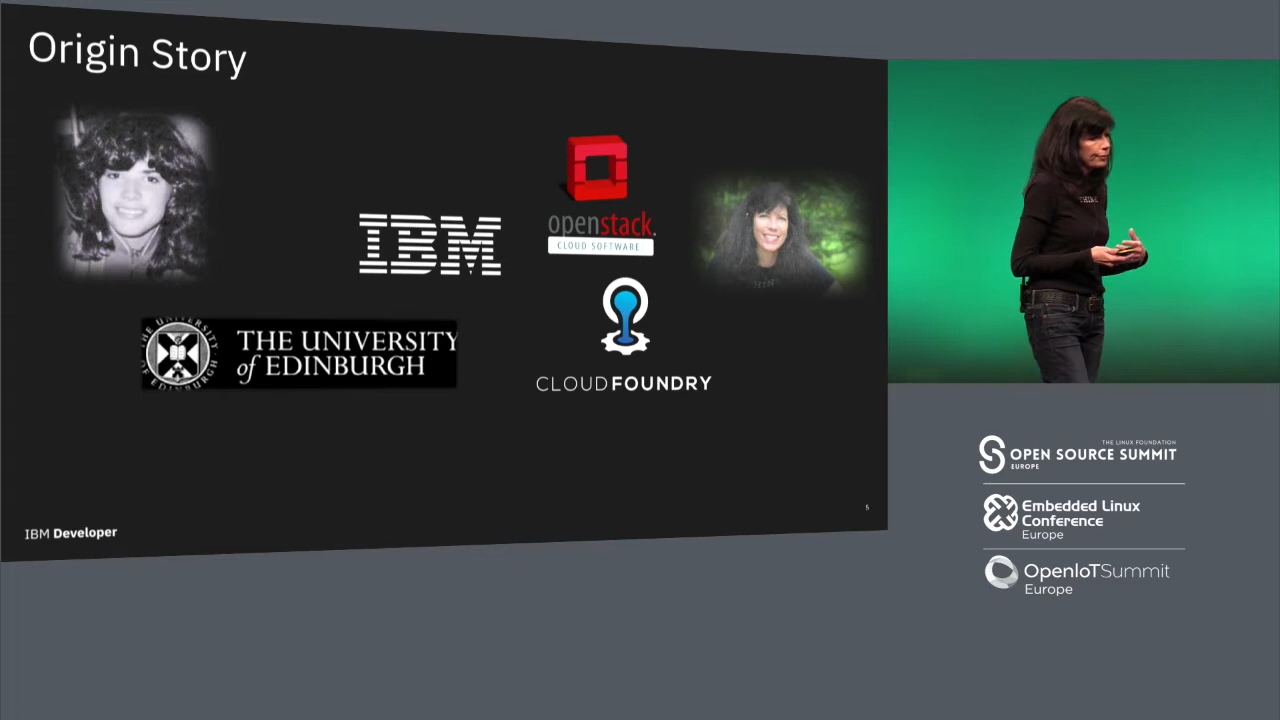 Origin Story
IBM
openstack.
CLOUD SOFTWARE
THE UNIVERSITY
of EDINBURGH
CLOUDFOUNDRY
5
IBM Developer
THINK
THE LINUX FOUNDATION
OPEN SOURCE SUMMIT
EUROPE
Embedded Linux
Conference
Europe
OpenIoTSummit
Europe